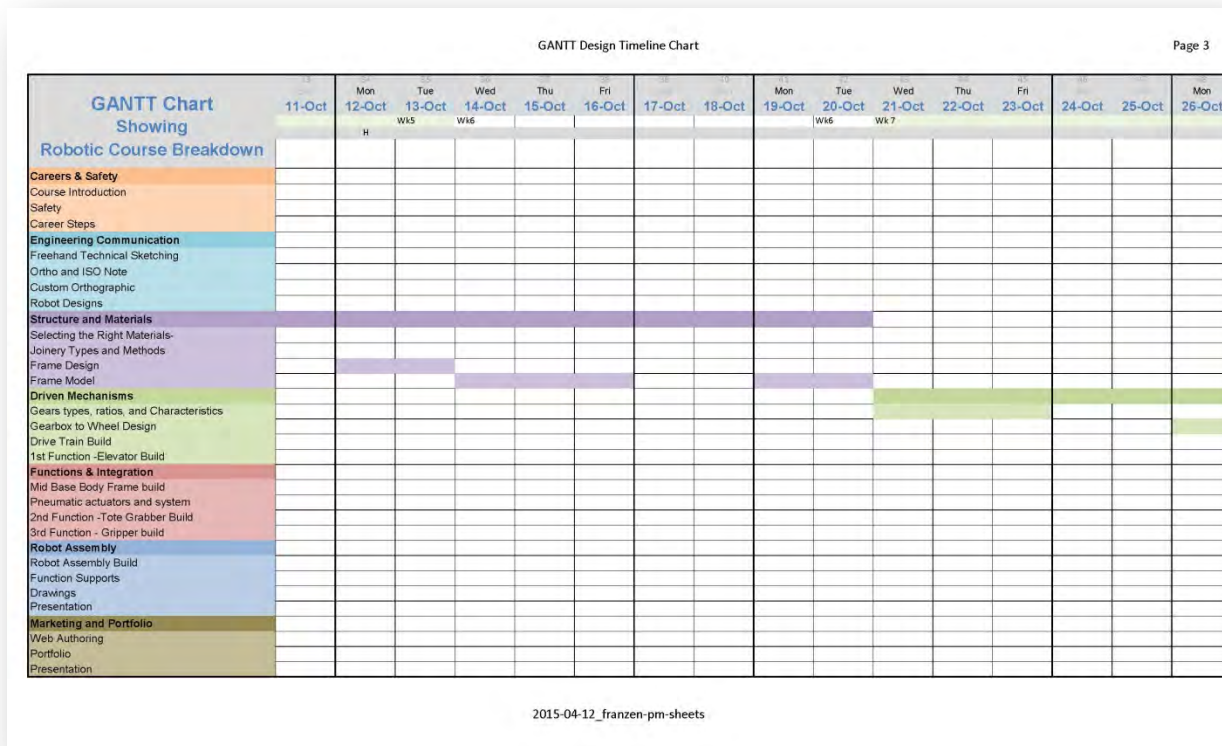 GANTT Design Timeline Chart
Page 3
GANTT Chart
Showing
Robotic Course Breakdown
Mon Tue Wed Thu Fri Mon Tue Wed Thu Fri Mon
11-Oct 12-Oct 13-Oct 14-Oct 15-Oct 16-Oct 17-Oct 18-Oct 19-Oct 20-Oct 21-Oct 22-Oct 23-Oct 24-Oct 25-Oct 26-Oct
Wk5 Wk6 Wk6 Wk 7
H
Careers & Safety
Course Introduction
Safety
Career Steps
Engineering Communication
Freehand Technical Sketching
Ortho and ISO Note
Custom Orthographic
Robot Designs
Structure and Materials
Selecting the Right Materials-
Joinery Types and Methods
Frame Design
Frame Model
Driven Mechanisms
Gears types, ratios, and Characteristics
Gearbox to Wheel Design
Drive Train Build
1st Function -Elevator Build
Functions & Integration
Mid Base Body Frame build
Pneumatic actuators and system
2nd Function -Tote Grabber Build
3rd Function - Gripper build
Robot Assembly
Robot Assembly Build
Function Supports
Drawings
Presentation
Marketing and Portfolio
Web Authoring
Portfolio
Presentation
2015-04-12_franzen-pm-sheets